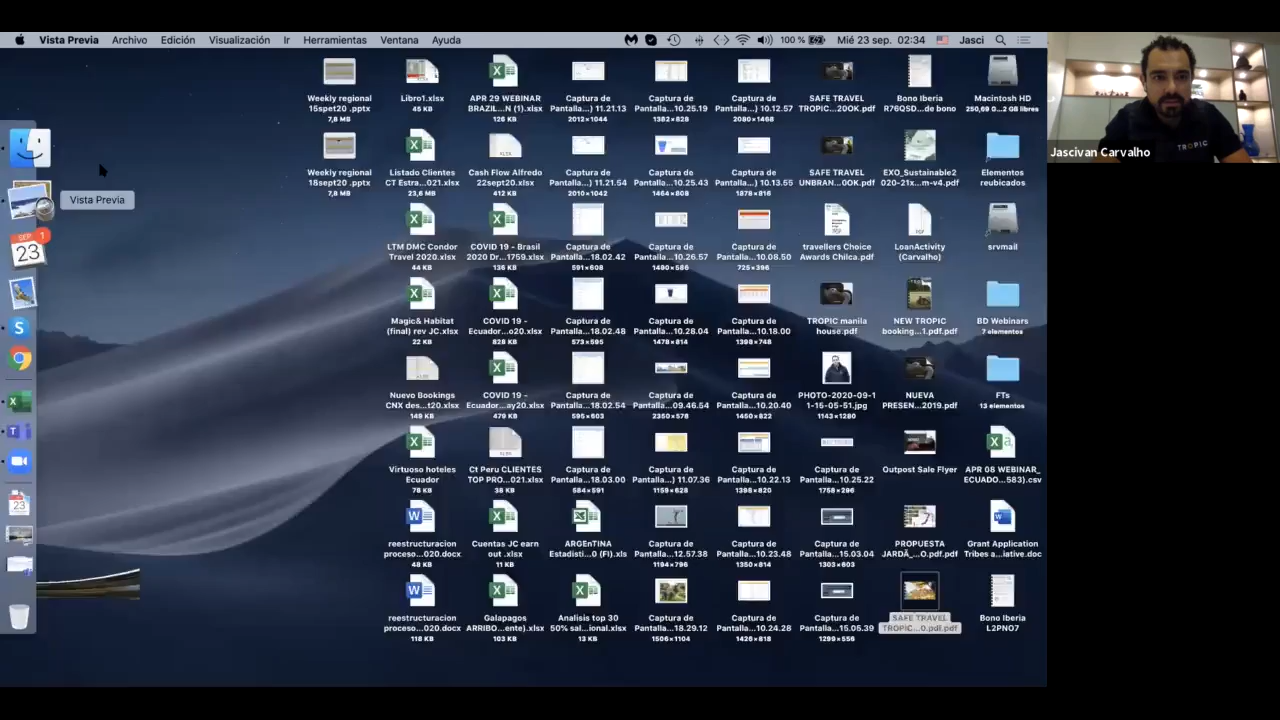 Vista Previa Archivo Edición Visualización Ir Herramientas Ventana Ayuda 100 % Mié 23 sep. 02:34 Jasci
Weekly regional
15spet20 .pptx
7,8 MB
Libro1.xlsx
45 KB
APR 29 WEBINAR
BRAZIL...N (1).xlsx
126 KB
Captura de
Pantalla...) 11.21.13
2012×1044
Captura de
Pantalla... 10.25.19
1382×828
Captura de
Pantalla... 10.12.57
2080×1468
SAFE TRAVEL
TROPIC...20OK.pdf
Bono Iberia
R76QSD...de bono
Macintosh HD
Weekly regional
18sept20 .pptx
7,8 MB
Listado Clientes
CT Estra...021.xlsx
23,6 MB
Cash Flow Alfredo
22sept20.xlsx
412 KB
Captura de
Pantalla...) 11.21.54
2010×1042
Captura de
Pantalla... 10.25.43
1464×808
Captura de
Pantalla... 10.13.55
1878×816
SAFE TRAVEL
UNBRAN...OOK.pdf
EXO_Sustainable2
020-21x...m-v4.pdf
Elementos
reubicados
Vista Previa
LTM DMC Condor
Travel 2020.xlsx
44 KB
COVID 19 - Brasil
2020 Dr...1759.xlsx
136 KB
Captura de
Pantalla...18.02.42
591×608
Captura de
Pantalla... 10.26.57
1490×586
Captura de
Pantalla... 10.08.50
725×396
travellers Choice
Awards Chilca.pdf
LoanActivity
(Carvalho)
srvmail
SEP
23
Magic& Habitat
(final) rev JC.xlsx
22 KB
COVID 19 -
Ecuador...o20.xlsx
828 KB
Captura de
Pantalla...18.02.48
573×595
Captura de
Pantalla... 10.28.04
1478×814
Captura de
Pantalla... 10.18.00
1398×748
TROPIC manila
house.pdf
NEW TROPIC
booking...1.pdf.pdf
BD Webinars
7 elementos
Nuevo Bookings
CNX des...t20.xlsx
149 KB
COVID 19 -
Ecuador...ay20.xlsx
479 KB
Captura de
Pantalla...18.02.54
595×603
Captura de
Pantalla...09.46.54
2350×576
Captura de
Pantalla... 10.20.40
1450×822
PHOTO-2020-09-1
1-15-05-51.jpg
1143×1280
NUEVA
PRESEN...2019.pdf
FTs
13 elementos
Virtuoso hoteles
Ecuador
78 KB
Ct Peru CLIENTES
TOP PRO...021.xlsx
38 KB
Captura de
Pantalla...18.03.00
584×591
Captura de
Pantalla...) 11.07.36
1159×628
Captura de
Pantalla... 10.22.13
1398×820
Captura de
Pantalla... 10.25.22
1758×296
Outpost Sale Flyer
APR 08 WEBINAR_
ECUADO...583).csv
reestructuracion
proceso...020.docx
48 KB
Cuentas JC earn
out .xlsx
11 KB
ARGEnTINA
Estadisti...0 (FI).xls
Captura de
Pantalla...12.57.38
1194×796
Captura de
Pantalla... 10.23.48
1350×814
Captura de
Pantalla... 15.03.04
1303×603
PROPUESTA
JARDÃ_...O.pdf.pdf
Grant Application
Tribes a...iative.docx
reestructuracion
proceso...020.docx
118 KB
Galapagos
ARRIBO...ente).xlsx
103 KB
Analisis top 30
50% sal...ional.xlsx
13 KB
Captura de
Pantalla...18.29.12
1506×1104
Captura de
Pantalla... 10.24.28
1426×818
Captura de
Pantalla... 15.05.39
1299×556
SAFE TRAVEL
TROPIC...0.pdf.pdf
Bono Iberia
L2PNO7
TROPIC
Jascivan Carvalho